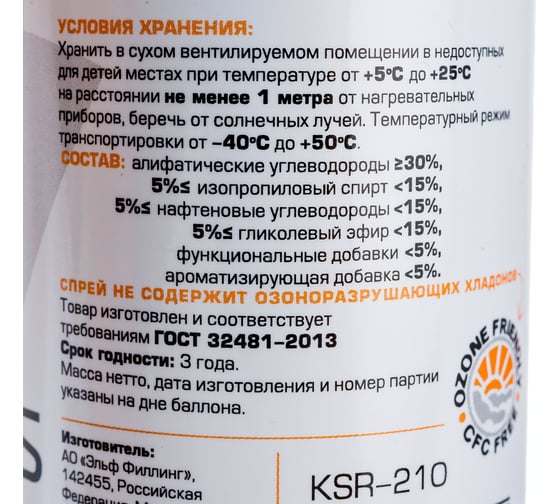 УСЛОВИЯ ХРАНЕНИЯ:
Хранить в сухом вентилируемом помещении в недоступных
для детей местах при температуре от +5°С до +25°С
на расстоянии не менее 1 метра от нагревательных
приборов, беречь от солнечных лучей. Температурный режим
транспортировки от –40°С до +50°С.
СОСТАВ: алифатические углеводороды ≥30%,
5%≤ изопропиловый спирт <15%,
5%≤ нафтеновые углеводороды <15%,
5%≤ гликолевый эфир <15%,
функциональные добавки <5%,
ароматизирующая добавка <5%.
СПРЕЙ НЕ СОДЕРЖИТ ОЗОНОРАЗРУШАЮЩИХ ХЛАДОНОВ
Товар изготовлен и соответствует
требованиям ГОСТ 32481–2013
Срок годности: 3 года.
Масса нетто, дата изготовления и номер партии
указаны на дне баллона.
OZONE FRIENDLY
CFC FREE
Изготовитель:
АО «Эльф Филлинг»,
142455, Российская
KSR–210